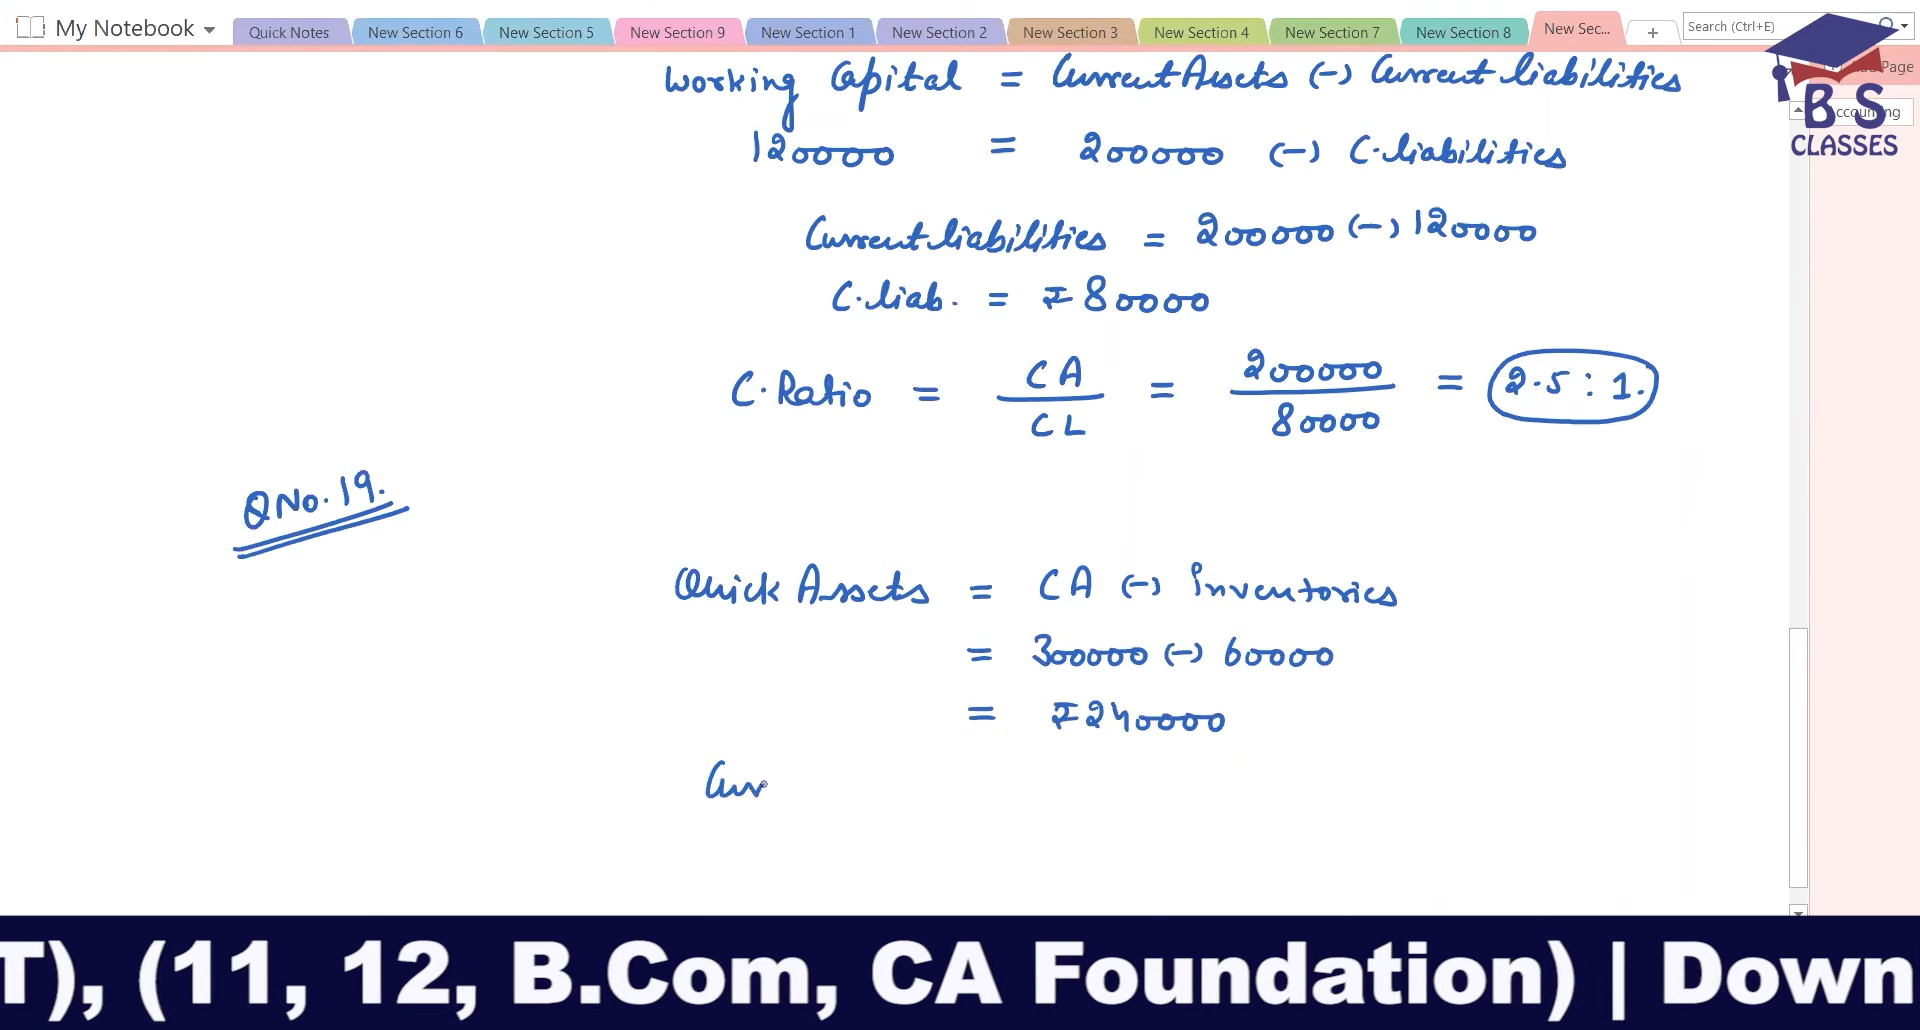 My Notebook
Quick Notes
New Section 6
New Section 5
New Section 9
New Section 1
New Section 2
New Section 3
New Section 4
New Section 7
New Section 8
New Sec...
+
Search (Ctrl+E)
Page
BS
CLASSES
Working Capital = Current Assets (-) Current liabilities
120000 = 200000 (-) C.liabilities
Current liabilities = 200000 (-) 120000
C.liab. = ₹80000
C.Ratio = CA / CL = 200000 / 80000 = 2.5 : 1.
QNo.19.
Quick Assets = CA (-) Inventories
= 300000 (-) 60000
= ₹240000
Curr
T), (11, 12, B.Com, CA Foundation) | Down